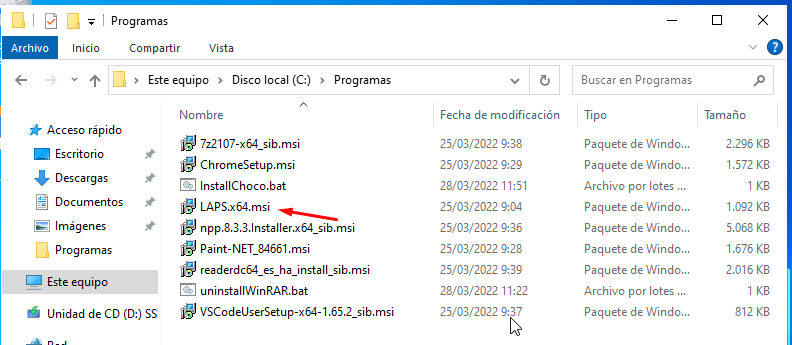 Programas
Archivo Inicio Compartir Vista
Este equipo Disco local (C:) Programas Buscar en Programas
Nombre Fecha de modificación Tipo Tamaño
Acceso rápido
Escritorio
Descargas
Documentos
Imágenes
Programas
Este equipo
Unidad de CD (D:) SS
7z2107-x64_sib.msi 25/03/2022 9:38 Paquete de Windo... 2.296 KB
ChromeSetup.msi 25/03/2022 9:29 Paquete de Windo... 1.572 KB
InstallChoco.bat 28/03/2022 11:51 Archivo por lotes ... 1 KB
LAPS.x64.msi 25/03/2022 9:04 Paquete de Windo... 1.092 KB
npp.8.3.3.Installer.x64_sib.msi 25/03/2022 9:36 Paquete de Windo... 5.068 KB
Paint-NET_84661.msi 25/03/2022 9:28 Paquete de Windo... 1.676 KB
readerdc64_es_ha_install_sib.msi 25/03/2022 9:39 Paquete de Windo... 2.016 KB
uninstallWinRAR.bat 28/03/2022 11:22 Archivo por lotes ... 1 KB
VSCodeUserSetup-x64-1.65.2_sib.msi 25/03/2022 9:37 Paquete de Windo... 812 KB